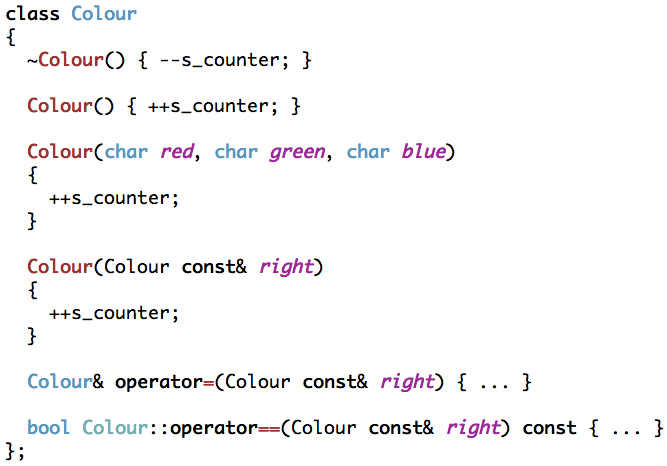 class Colour
{
  ~Colour() { --s_counter; }

  Colour() { ++s_counter; }

  Colour(char red, char green, char blue)
  {
    ++s_counter;
  }

  Colour(Colour const& right)
  {
    ++s_counter;
  }

  Colour& operator=(Colour const& right) { ... }

  bool Colour::operator==(Colour const& right) const { ... }
};